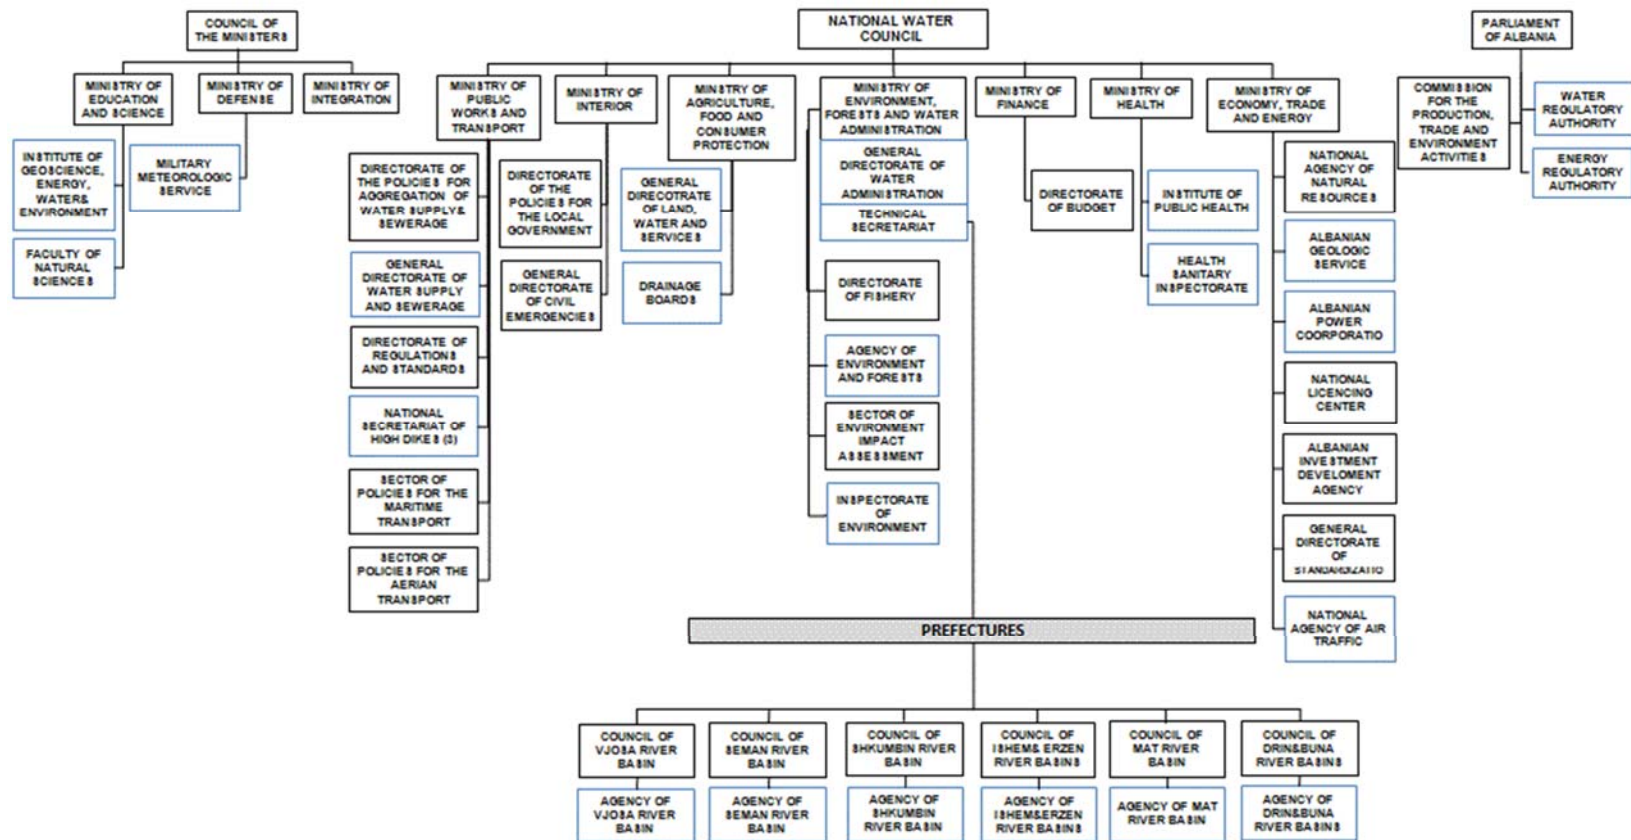 COUNCIL OF
THE MINISTERS
MINISTRY OF
EDUCATION
AND SCIENCE
MINISTRY OF
DEFENSE
MINISTRY OF
INTEGRATION
INSTITUTE OF
GEOSCIENCE,
ENERGY,
WATER&
ENVIRONMENT
MILITARY
METEOROLOGIC
SERVICE
FACULTY OF
NATURAL
SCIENCES
NATIONAL WATER
COUNCIL
MINISTRY OF
PUBLIC
WORKS AND
TRANSPORT
MINISTRY OF
INTERIOR
MINISTRY OF
AGRICULTURE,
FOOD AND
CONSUMER
PROTECTION
MINISTRY OF
ENVIRONMENT,
FORESTS AND WATER
ADMINISTRATION
MINISTRY OF
FINANCE
MINISTRY OF
HEALTH
MINISTRY OF
ECONOMY, TRADE
AND ENERGY
DIRECTORATE OF
THE POLICIES FOR
AGGREGATION OF
WATER SUPPLY&
SEWERAGE
GENERAL
DIRECTORATE OF
WATER SUPPLY
AND SEWERAGE
DIRECTORATE OF
REGULATIONS
AND STANDARDS
NATIONAL
SECRETARIAT OF
HIGH DIKES (3)
SECTOR OF
POLICIES FOR THE
MARITIME
TRANSPORT
SECTOR OF
POLICIES FOR THE
AERIAN
TRANSPORT
DIRECTORATE
OF THE
POLICIES FOR
THE LOCAL
GOVERNMENT
GENERAL
DIRECTORATE
OF CIVIL
EMERGENCIES
GENERAL
DIRECOTRATE
OF LAND,
WATER AND
SERVICES
DRAINAGE
BOARDS
GENERAL
DIRECTORATE OF
WATER
ADMINISTRATION
TECHNICAL
SECRETARIAT
DIRECTORATE
OF FISHERY
AGENCY OF
ENVIRONMENT
AND FORESTS
SECTOR OF
ENVIRONMENT
IMPACT
ASSESSMENT
INSPECTORATE
OF
ENVIRONMENT
DIRECTORATE
OF BUDGET
INSTITUTE OF
PUBLIC HEALTH
HEALTH
SANITARY
INSPECTORATE
NATIONAL
AGENCY OF
NATURAL
RESOURCES
ALBANIAN
GEOLOGIC
SERVICE
ALBANIAN
POWER
COORPORATIO
NATIONAL
LICENCING
CENTER
ALBANIAN
INVESTMENT
DEVELOMENT
AGENCY
GENERAL
DIRECTORATE
OF
STANDARDIZATIO
NATIONAL
AGENCY OF AIR
TRAFFIC
PARLIAMENT
OF ALBANIA
COMMISSION
FOR THE
PRODUCTION,
TRADE AND
ENVIRONMENT
ACTIVITIES
WATER
REGULATORY
AUTHORITY
ENERGY
REGULATORY
AUTHORITY
PREFECTURES
COUNCIL OF
VJOSA RIVER
BASIN
COUNCIL OF
SEMAN RIVER
BASIN
COUNCIL OF
SHKUMBIN RIVER
BASIN
COUNCIL OF
ISHEM& ERZEN
RIVER BASINS
COUNCIL OF
MAT RIVER
BASIN
COUNCIL OF
DRIN&BUNA
RIVER BASINS
AGENCY OF
VJOSA RIVER
BASIN
AGENCY OF
SEMAN RIVER
BASIN
AGENCY OF
SHKUMBIN
RIVER BASIN
AGENCY OF
ISHEM&ERZEN
RIVER BASINS
AGENCY OF MAT
RIVER BASIN
AGENCY OF
DRIN&BUNA
RIVER BASINS